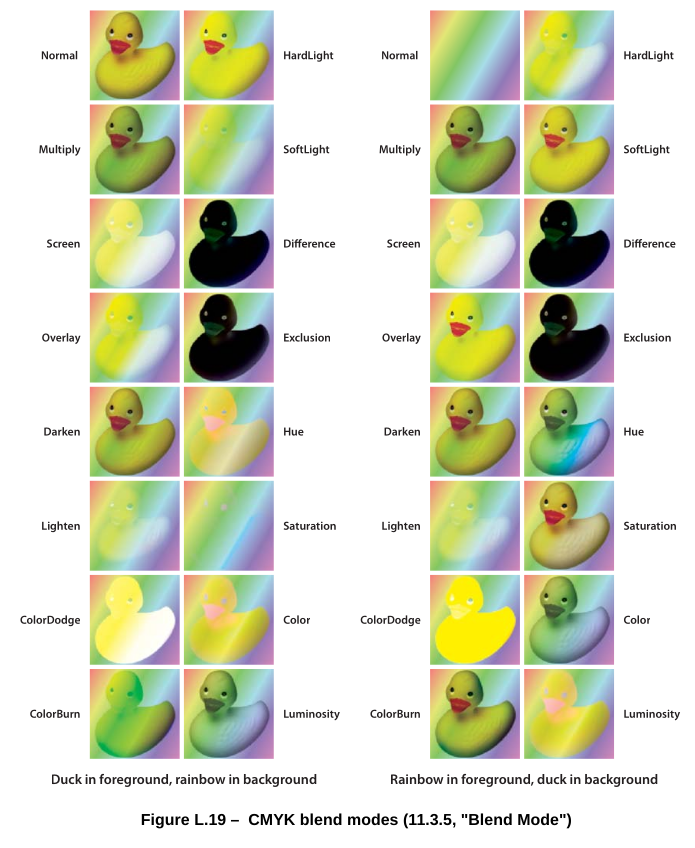 Normal HardLight Normal HardLight
Multiply SoftLight Multiply SoftLight
Screen Difference Screen Difference
Overlay Exclusion Overlay Exclusion
Darken Hue Darken Hue
Lighten Saturation Lighten Saturation
ColorDodge Color ColorDodge Color
ColorBurn Luminosity ColorBurn Luminosity
Duck in foreground, rainbow in background Rainbow in foreground, duck in background
Figure L.19 – CMYK blend modes (11.3.5, "Blend Mode")